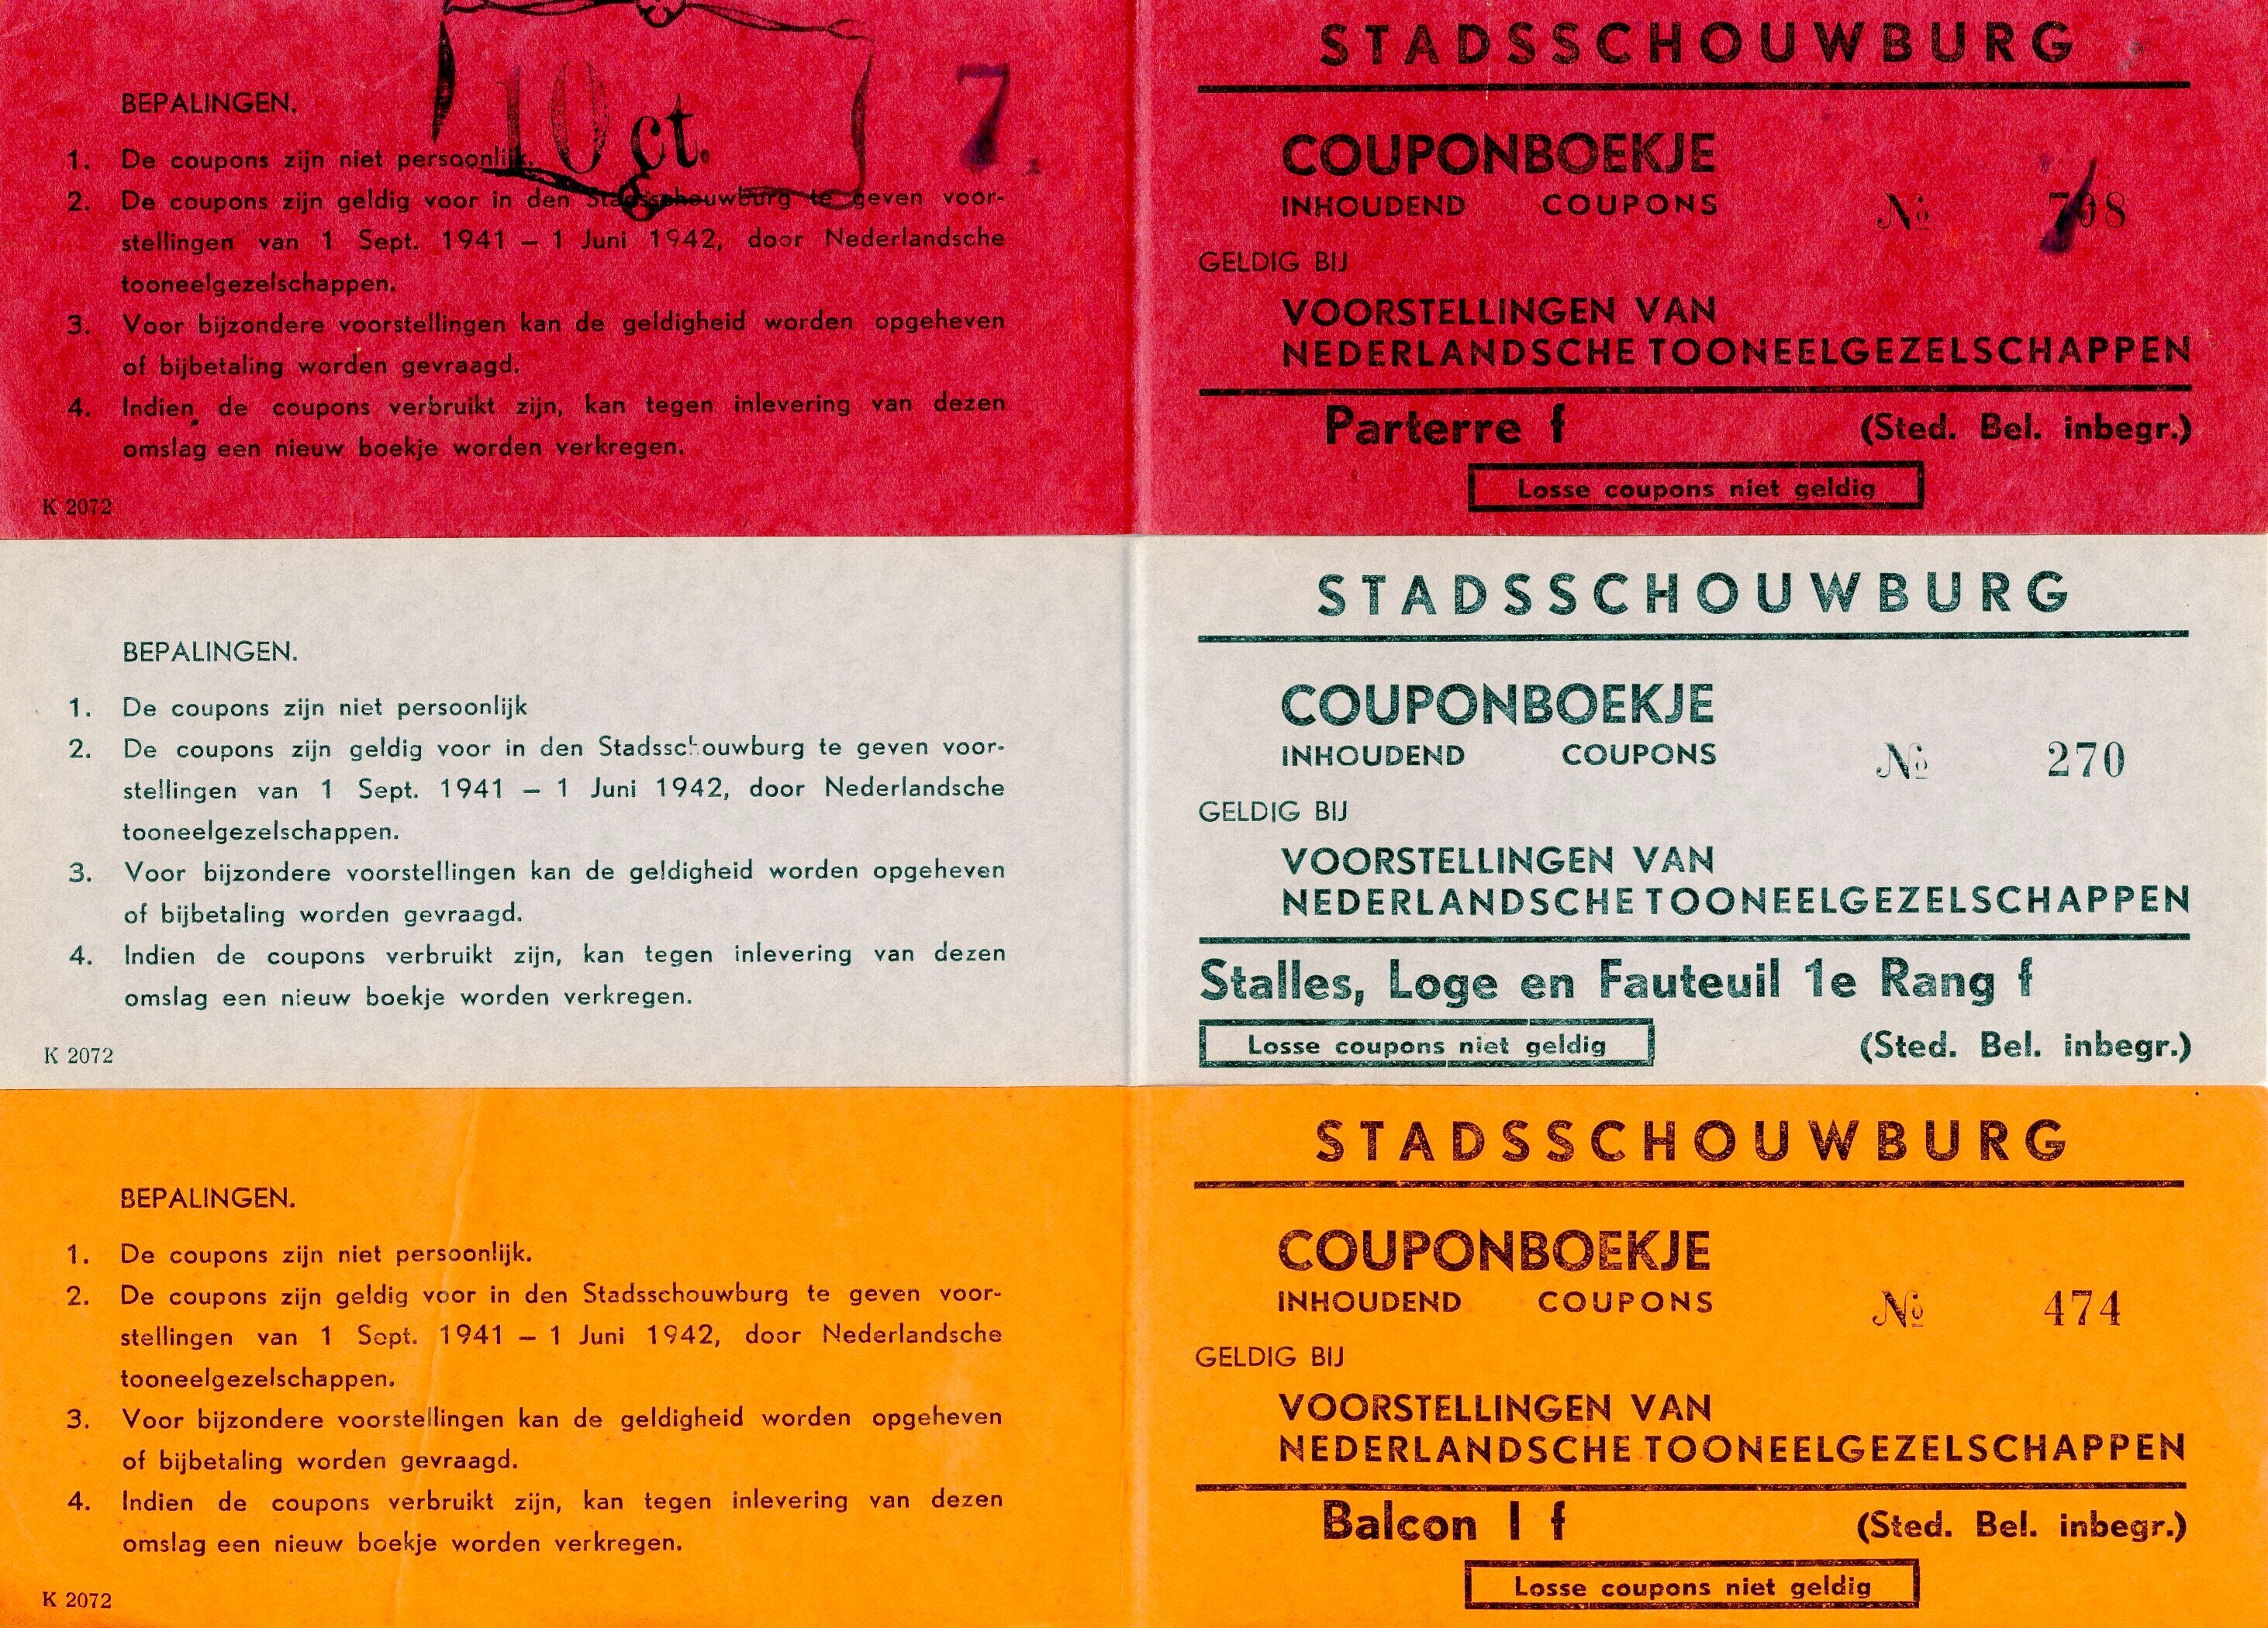 10 ct.
7.
BEPALINGEN.
1. De coupons zijn niet persoonlijk.
2. De coupons zijn geldig voor in den Stadsschouwburg te geven voor-
stellingen van 1 Sept. 1941 – 1 Juni 1942, door Nederlandsche
tooneelgezelschappen.
3. Voor bijzondere voorstellingen kan de geldigheid worden opgeheven
of bijbetaling worden gevraagd.
4. Indien de coupons verbruikt zijn, kan tegen inlevering van dezen
omslag een nieuw boekje worden verkregen.
K 2072
STADSSCHOUWBURG
COUPONBOEKJE
INHOUDEND COUPONS № 708
GELDIG BIJ
VOORSTELLINGEN VAN
NEDERLANDSCHE TOONEELGEZELSCHAPPEN
Parterre f (Sted. Bel. inbegr.)
Losse coupons niet geldig
BEPALINGEN.
1. De coupons zijn niet persoonlijk
2. De coupons zijn geldig voor in den Stadsschouwburg te geven voor-
stellingen van 1 Sept. 1941 – 1 Juni 1942, door Nederlandsche
tooneelgezelschappen.
3. Voor bijzondere voorstellingen kan de geldigheid worden opgeheven
of bijbetaling worden gevraagd.
4. Indien de coupons verbruikt zijn, kan tegen inlevering van dezen
omslag een nieuw boekje worden verkregen.
K 2072
STADSSCHOUWBURG
COUPONBOEKJE
INHOUDEND COUPONS № 270
GELDIG BIJ
VOORSTELLINGEN VAN
NEDERLANDSCHE TOONEELGEZELSCHAPPEN
Stalles, Loge en Fauteuil 1e Rang f
Losse coupons niet geldig (Sted. Bel. inbegr.)
BEPALINGEN.
1. De coupons zijn niet persoonlijk.
2. De coupons zijn geldig voor in den Stadsschouwburg te geven voor-
stellingen van 1 Sept. 1941 – 1 Juni 1942, door Nederlandsche
tooneelgezelschappen.
3. Voor bijzondere voorstellingen kan de geldigheid worden opgeheven
of bijbetaling worden gevraagd.
4. Indien de coupons verbruikt zijn, kan tegen inlevering van dezen
omslag een nieuw boekje worden verkregen.
K 2072
STADSSCHOUWBURG
COUPONBOEKJE
INHOUDEND COUPONS № 474
GELDIG BIJ
VOORSTELLINGEN VAN
NEDERLANDSCHE TOONEELGEZELSCHAPPEN
Balcon I f (Sted. Bel. inbegr.)
Losse coupons niet geldig